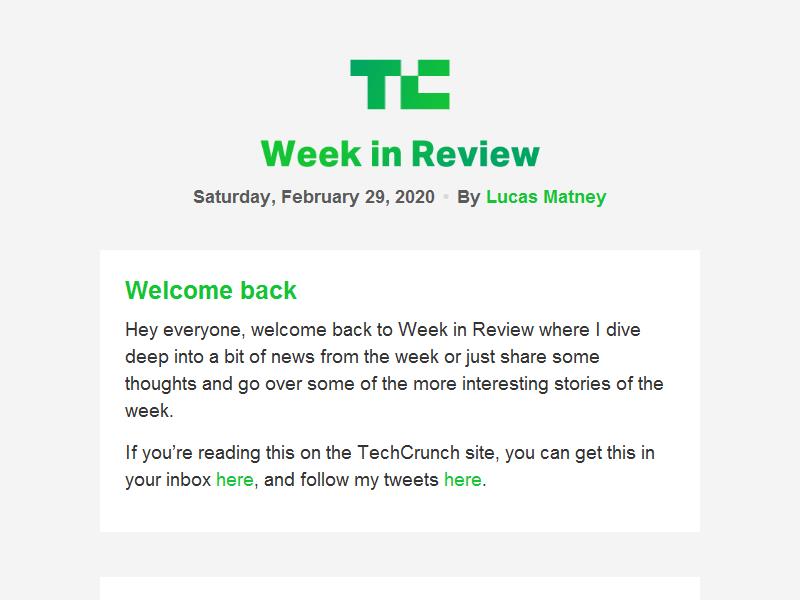 TC
Week in Review
Saturday, February 29, 2020 • By Lucas Matney
Welcome back
Hey everyone, welcome back to Week in Review where I dive
deep into a bit of news from the week or just share some
thoughts and go over some of the more interesting stories of the
week.
If you’re reading this on the TechCrunch site, you can get this in
your inbox here, and follow my tweets here.